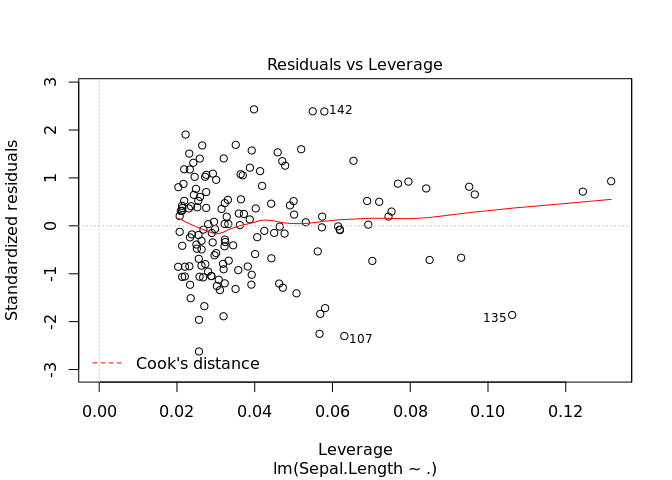 Residuals vs Leverage
Standardized residuals
3
2
1
0
-1
-2
-3
142
135
107
Cook's distance
0.00 0.02 0.04 0.06 0.08 0.10 0.12
Leverage
lm(Sepal.Length ~ .)